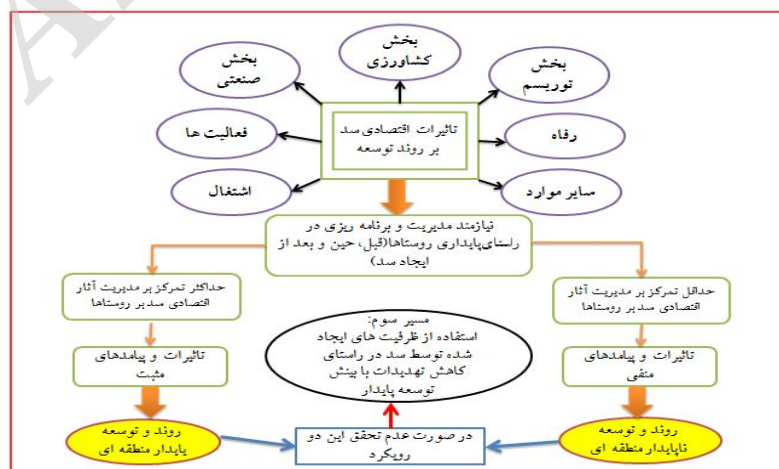 بخش
کشاورزی
بخش
توریسم
بخش
صنعتی
رفاه
تاثیرات اقتصادی سد
بر روند توسعه
فعالیت ها
سایر موارد
اشتغال
نیازمند مدیریت و برنامه ریزی در
راستای‌پایداری روستاها(قبل، حین و بعد از
ایجاد سد)
حداقل تمرکز بر مدیریت آثار
اقتصادی سد بر روستاها
حداکثر تمرکز بر مدیریت آثار
اقتصادی سد بر روستاها
مسیر سوم:
استفاده از ظرفیت های ایجاد
شده توسط سد در راستای
کاهش تهدیدات با بینش
توسعه پایدار
تاثیرات و پیامدهای
منفی
تاثیرات و پیامدهای
مثبت
روند و توسعه
ناپایدار منطقه ای
در صورت عدم تحقق این دو
رویکرد
روند و توسعه
پایدار منطقه ای